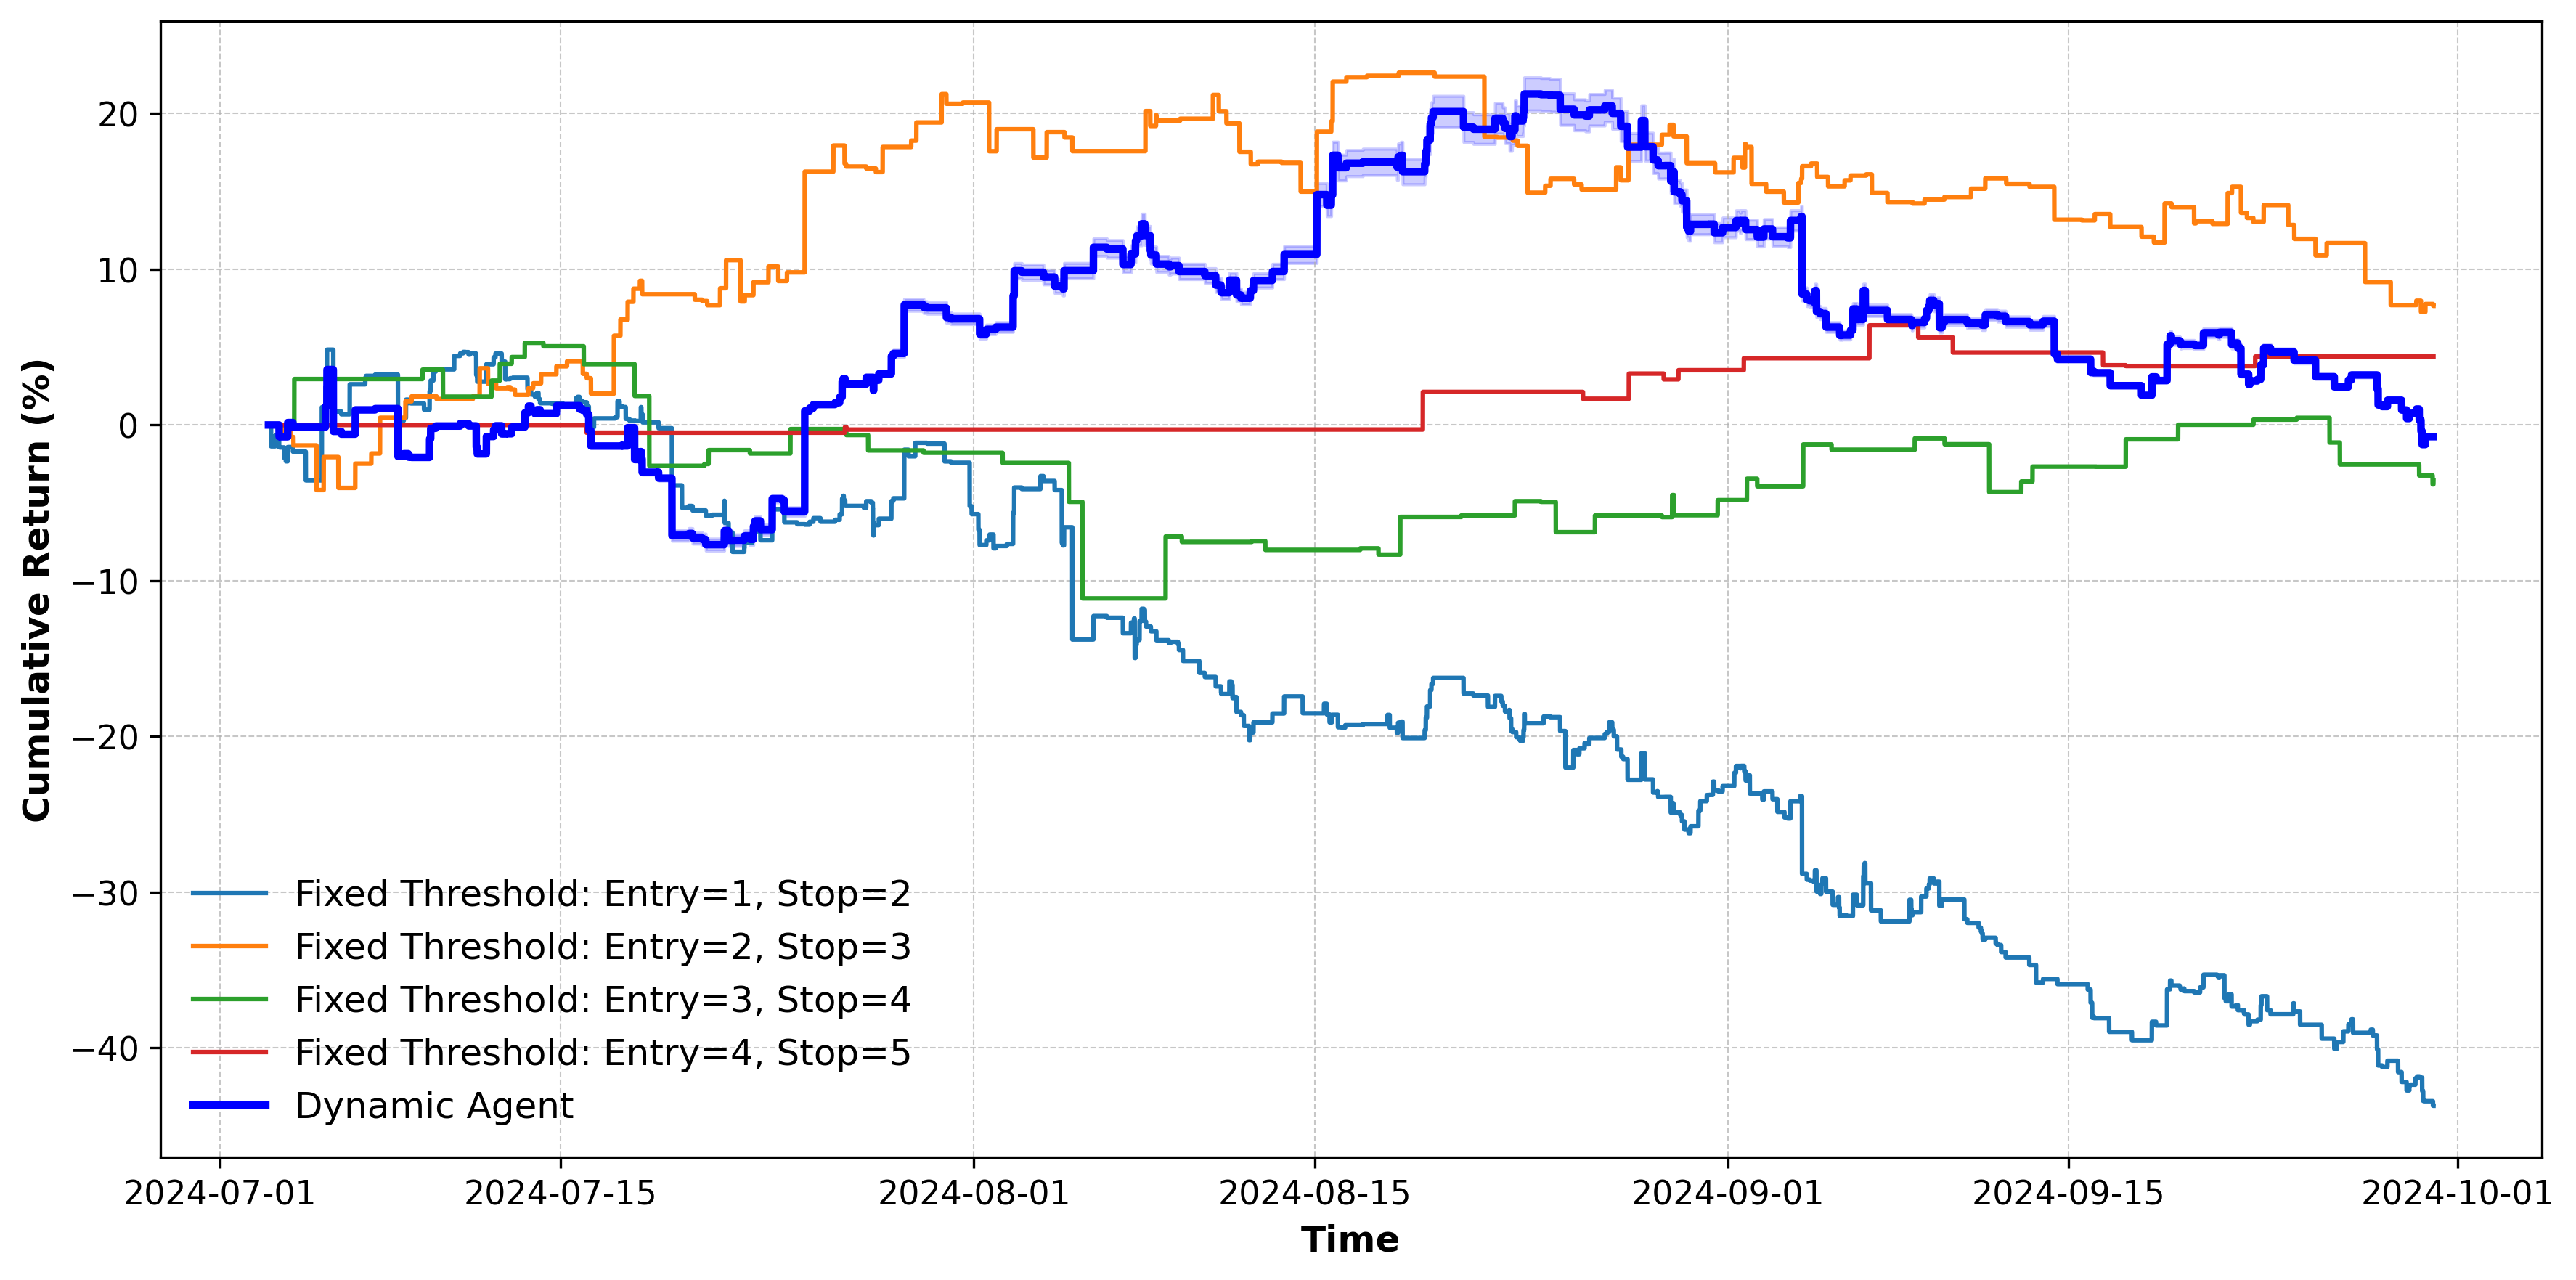 Cumulative Return (%)
20
10
0
−10
−20
−30
−40
Fixed Threshold: Entry=1, Stop=2
Fixed Threshold: Entry=2, Stop=3
Fixed Threshold: Entry=3, Stop=4
Fixed Threshold: Entry=4, Stop=5
Dynamic Agent
2024-07-01 2024-07-15 2024-08-01 2024-08-15 2024-09-01 2024-09-15 2024-10-01
Time